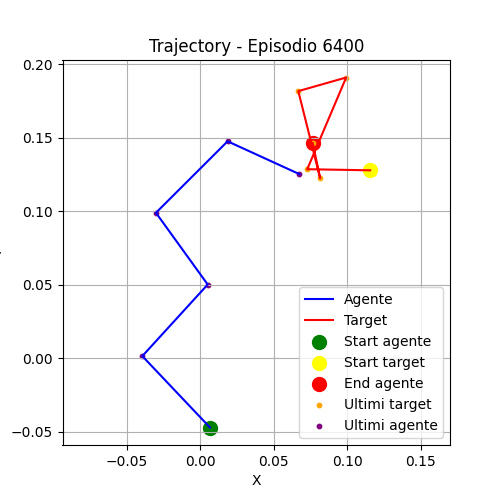 Trajectory - Episodio 6400
0.20
0.15
0.10
0.05
0.00
−0.05
−0.05
0.00
0.05
0.10
0.15
X
Agente
Target
Start agente
Start target
End agente
Ultimi target
Ultimi agente